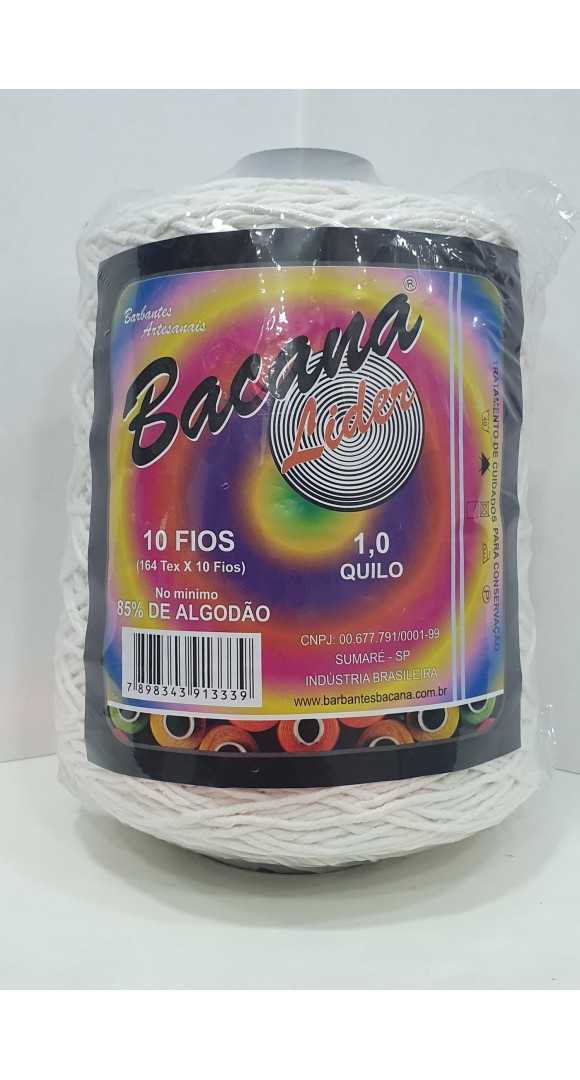 Barbantes
Artesanais
Bacana®
Líder
10 FIOS
(164 Tex X 10 Fios)
1,0
QUILO
No mínimo
85% DE ALGODÃO
7 898343 913339
CNPJ: 00.677.791/0001-99
SUMARÉ - SP
INDÚSTRIA BRASILEIRA
www.barbantesbacana.com.br
TRATAMENTO DE CUIDADOS PARA CONSERVAÇÃO
40
P